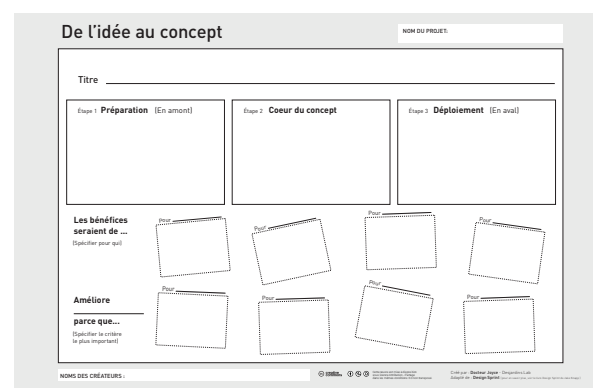 De l'idée au concept
NOM DU PROJET:
Titre
Étape 1 Préparation (En amont)
Étape 2 Coeur du concept
Étape 3 Déploiement (En aval)
Les bénéfices
seraient de ...
(Spécifier pour qui)
Pour
Pour
Pour
Pour
Améliore
parce que...
(Spécifier le critère
le plus important)
Pour
Pour
Pour
Pour
NOMS DES CRÉATEURS :
Créé par : Docteur Joyce - Desjardins Lab
Adapté de : Design Sprint